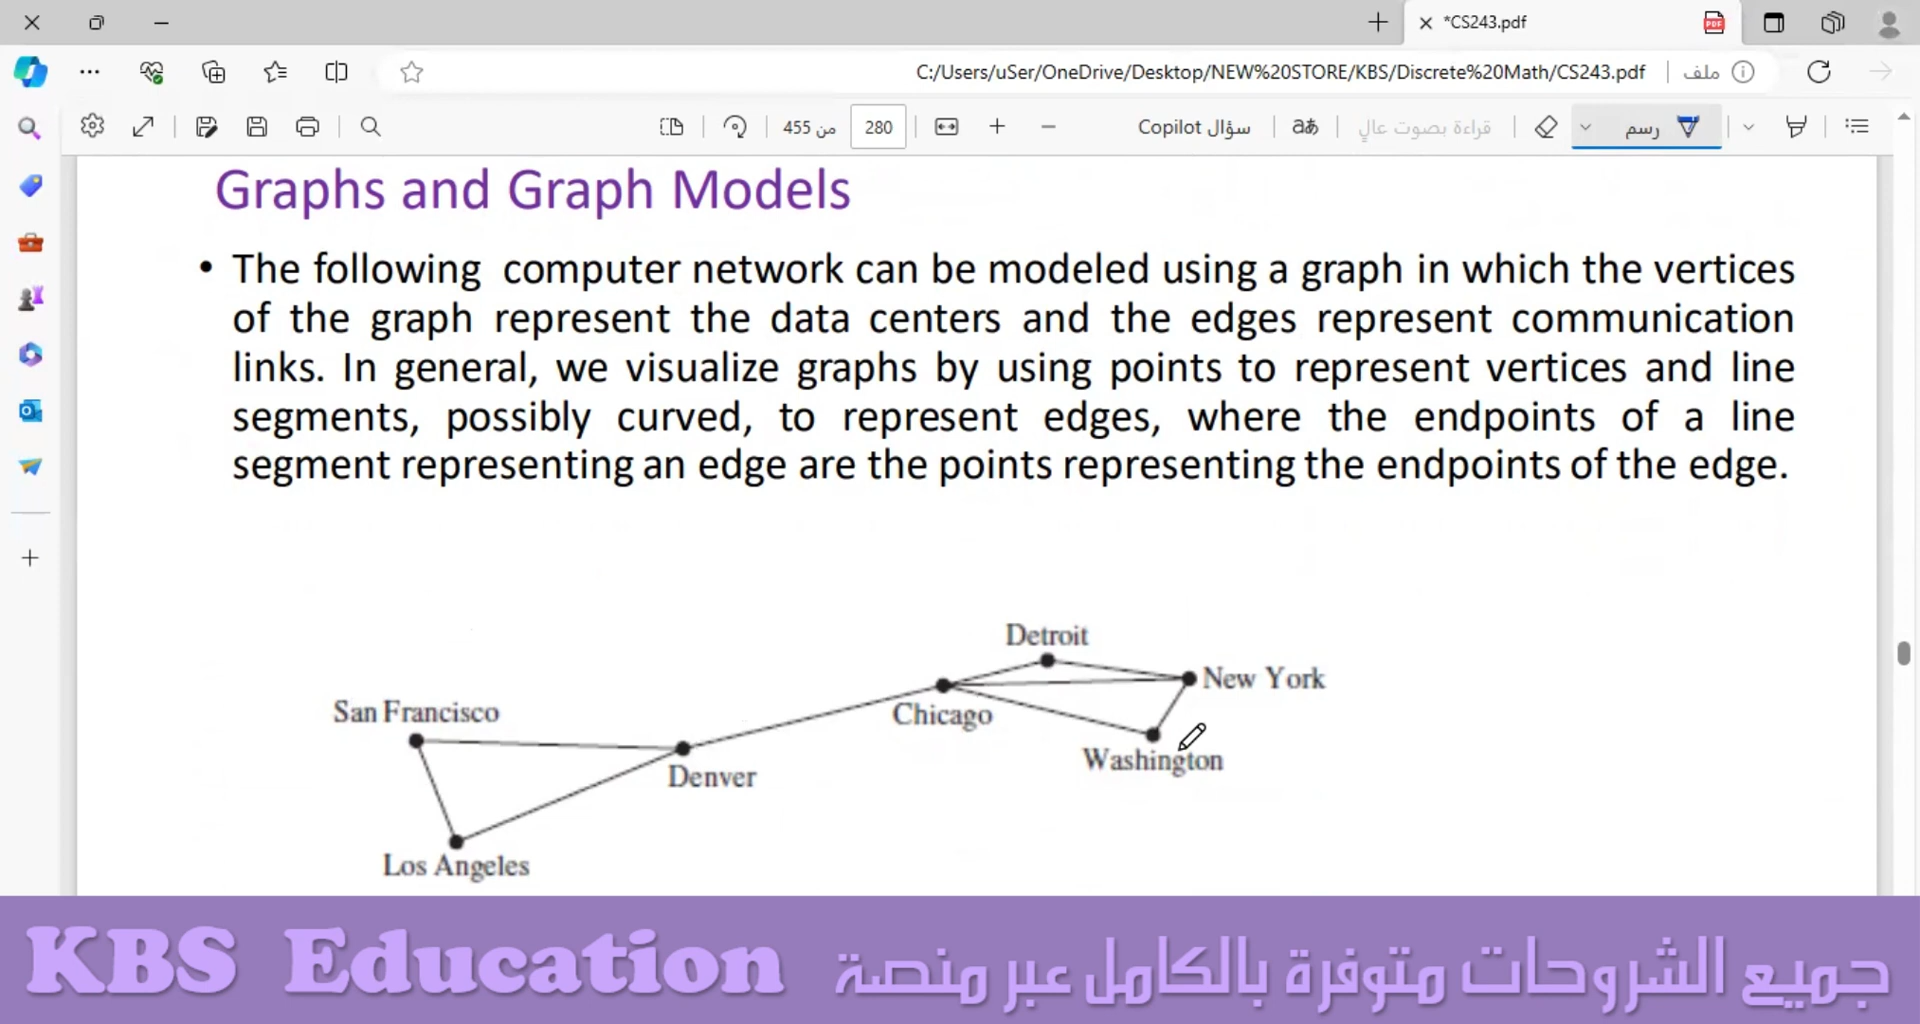 *CS243.pdf
C:/Users/uSer/OneDrive/Desktop/NEW%20STORE/KBS/Discrete%20Math/CS243.pdf
ملف
280
من 455
سؤال Copilot
aあ
قراءة بصوت عالٍ
رسم
Graphs and Graph Models
• The following computer network can be modeled using a graph in which the vertices
of the graph represent the data centers and the edges represent communication
links. In general, we visualize graphs by using points to represent vertices and line
segments, possibly curved, to represent edges, where the endpoints of a line
segment representing an edge are the points representing the endpoints of the edge.
Detroit
New York
San Francisco
Chicago
Washington
Denver
Los Angeles
KBS Education
جميع الشروحات متوفرة بالكامل عبر منصة